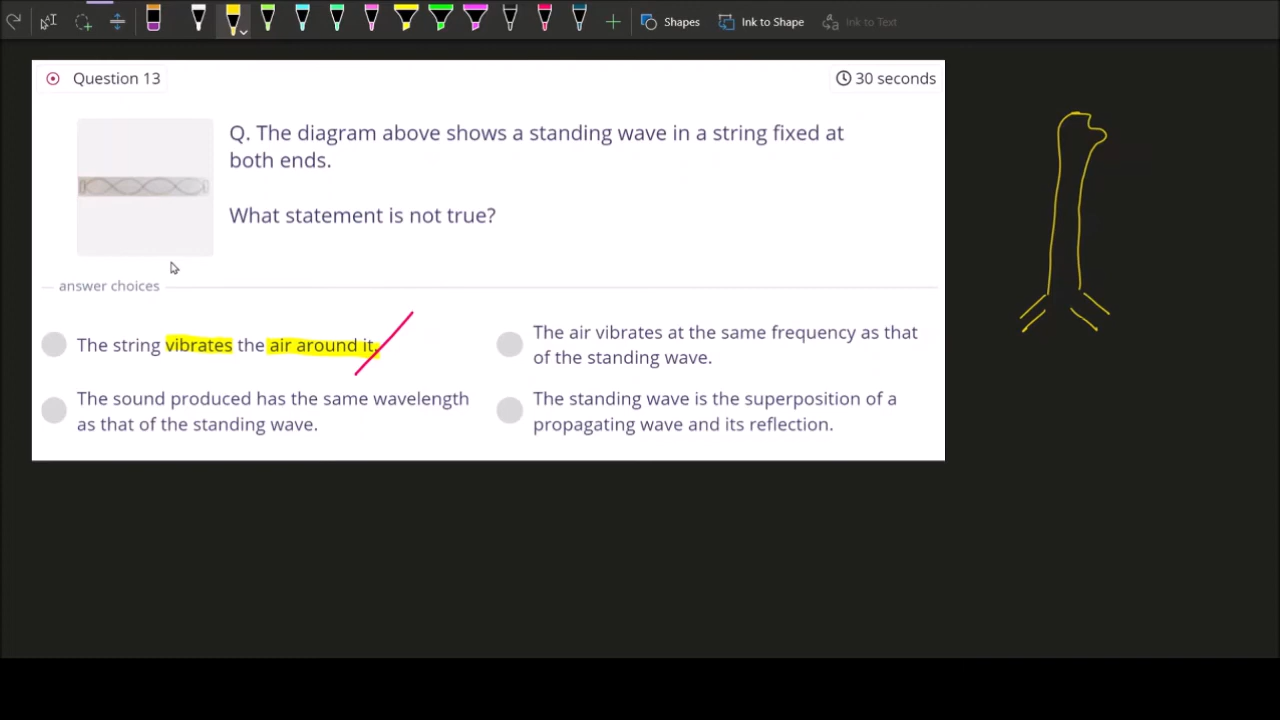 Shapes Ink to Shape Ink to Text
Question 13 30 seconds
Q. The diagram above shows a standing wave in a string fixed at
both ends.
What statement is not true?
answer choices
The string vibrates the air around it.
The air vibrates at the same frequency as that
of the standing wave.
The sound produced has the same wavelength
as that of the standing wave.
The standing wave is the superposition of a
propagating wave and its reflection.